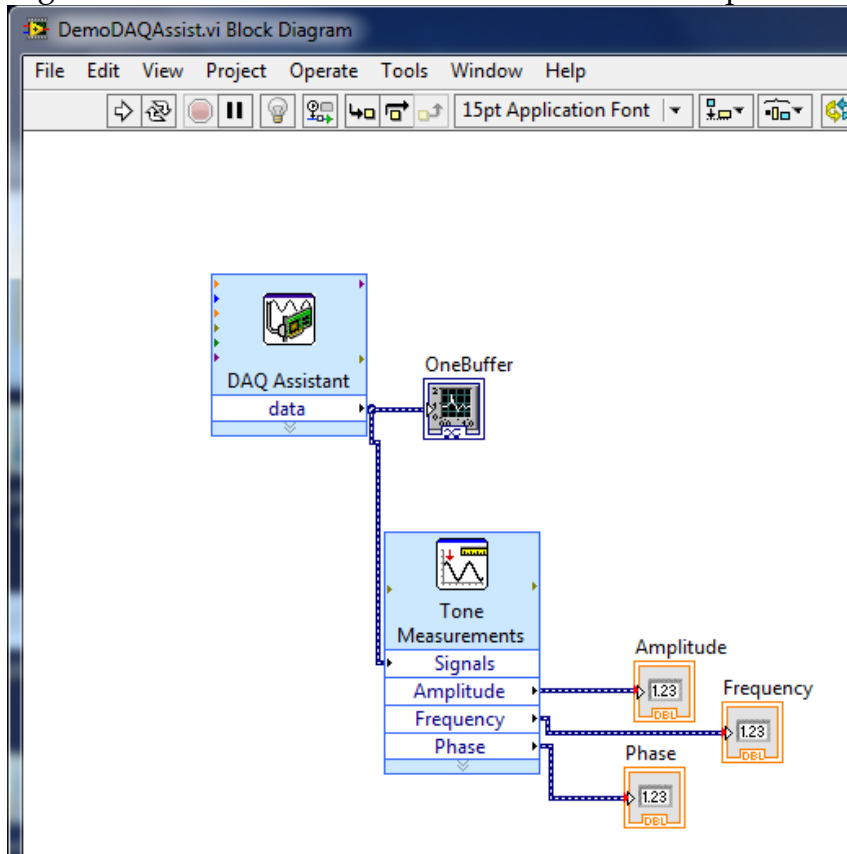 DemoDAQAssist.vi Block Diagram
File Edit View Project Operate Tools Window Help
15pt Application Font
DAQ Assistant
data
OneBuffer
Tone
Measurements
Signals
Amplitude
Frequency
Phase
Amplitude
1.23
DBL
Frequency
1.23
DBL
Phase
1.23
DBL